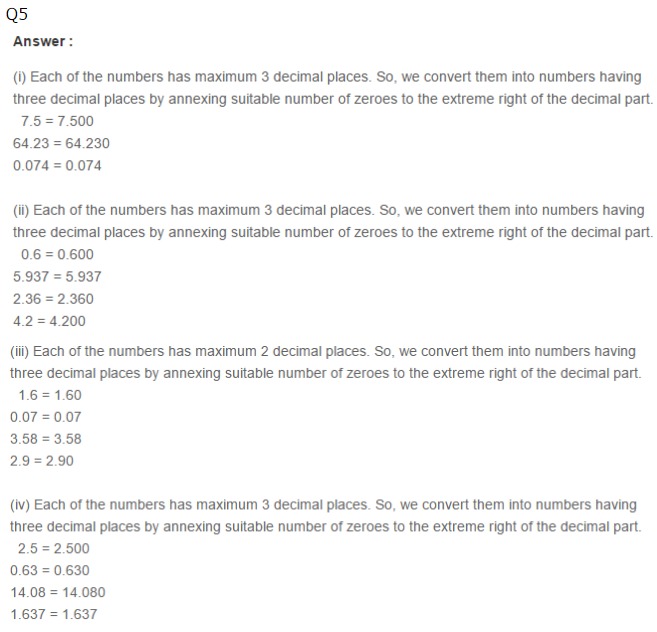 Q5
Answer :
(i) Each of the numbers has maximum 3 decimal places. So, we convert them into numbers having
three decimal places by annexing suitable number of zeroes to the extreme right of the decimal part.
7.5 = 7.500
64.23 = 64.230
0.074 = 0.074
(ii) Each of the numbers has maximum 3 decimal places. So, we convert them into numbers having
three decimal places by annexing suitable number of zeroes to the extreme right of the decimal part.
0.6 = 0.600
5.937 = 5.937
2.36 = 2.360
4.2 = 4.200
(iii) Each of the numbers has maximum 2 decimal places. So, we convert them into numbers having
three decimal places by annexing suitable number of zeroes to the extreme right of the decimal part.
1.6 = 1.60
0.07 = 0.07
3.58 = 3.58
2.9 = 2.90
(iv) Each of the numbers has maximum 3 decimal places. So, we convert them into numbers having
three decimal places by annexing suitable number of zeroes to the extreme right of the decimal part.
2.5 = 2.500
0.63 = 0.630
14.08 = 14.080
1.637 = 1.637